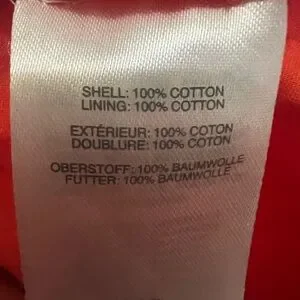 SHELL: 100% COTTON
LINING: 100% COTTON
EXTÉRIEUR: 100% COTON
DOUBLURE: 100% COTON
OBERSTOFF: 100% BAUMWOLLE
FUTTER: 100% BAUMWOLLE